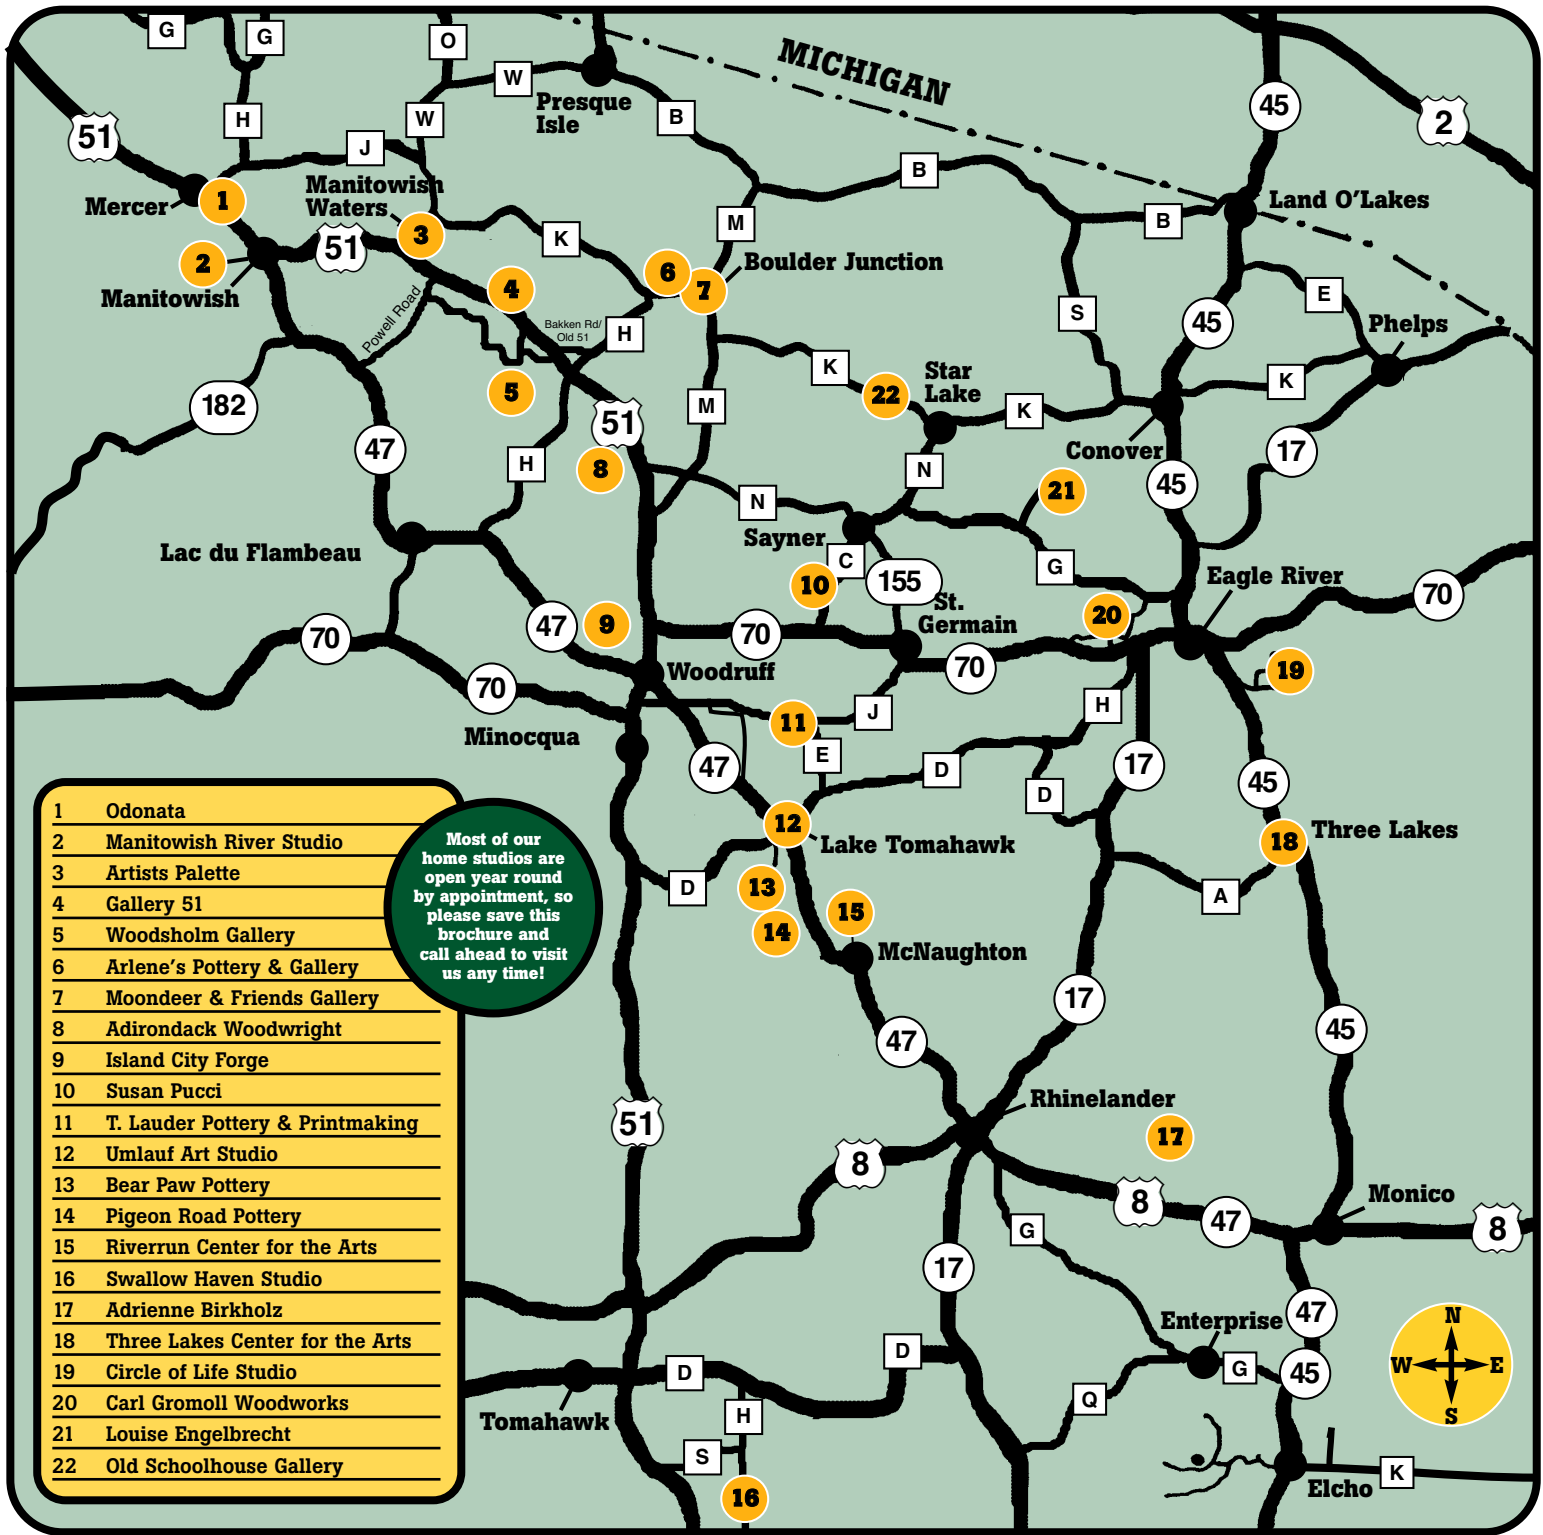 G
G
O
W
Presque
Isle
MICHIGAN
45
2
51
H
W
B
J
B
Mercer
1
Manitowish
Waters
3
51
K
M
B
Land O'Lakes
2
Manitowish
4
6
7
Boulder Junction
S
45
E
Phelps
Powell Road
Bakken Rd/
Old 51
H
K
22
Star
Lake
K
K
182
5
M
51
Conover
17
47
H
8
N
N
21
45
Lac du Flambeau
Sayner
C
155
G
Eagle River
70
10
St.
Germain
20
70
47
9
70
70
19
70
Woodruff
J
H
Minocqua
11
47
E
D
D
17
45
12
Lake Tomahawk
18
Three Lakes
D
13
14
15
McNaughton
A
17
47
45
Rhinelander
17
51
8
8
47
Monico
8
G
17
47
Enterprise
G
45
D
D
Q
Tomahawk
H
S
16
Elcho
K
N
W E
S
1 Odonata
2 Manitowish River Studio
3 Artists Palette
4 Gallery 51
5 Woodsholm Gallery
6 Arlene's Pottery & Gallery
7 Moondeer & Friends Gallery
8 Adirondack Woodwright
9 Island City Forge
10 Susan Pucci
11 T. Lauder Pottery & Printmaking
12 Umlauf Art Studio
13 Bear Paw Pottery
14 Pigeon Road Pottery
15 Riverrun Center for the Arts
16 Swallow Haven Studio
17 Adrienne Birkholz
18 Three Lakes Center for the Arts
19 Circle of Life Studio
20 Carl Gromoll Woodworks
21 Louise Engelbrecht
22 Old Schoolhouse Gallery
Most of our
home studios are
open year round
by appointment, so
please save this
brochure and
call ahead to visit
us any time!